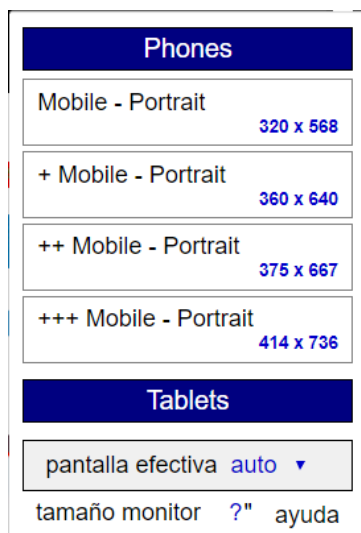 Phones
Mobile - Portrait
320 x 568
+ Mobile - Portrait
360 x 640
++ Mobile - Portrait
375 x 667
+++ Mobile - Portrait
414 x 736
Tablets
pantalla efectiva auto ▼
tamaño monitor ?" ayuda